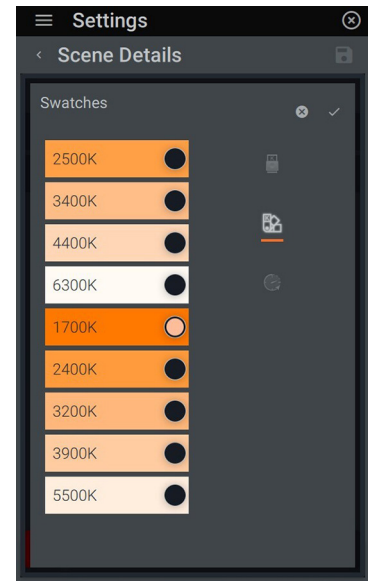 Settings
Scene Details
Swatches
2500K
3400K
4400K
6300K
1700K
2400K
3200K
3900K
5500K